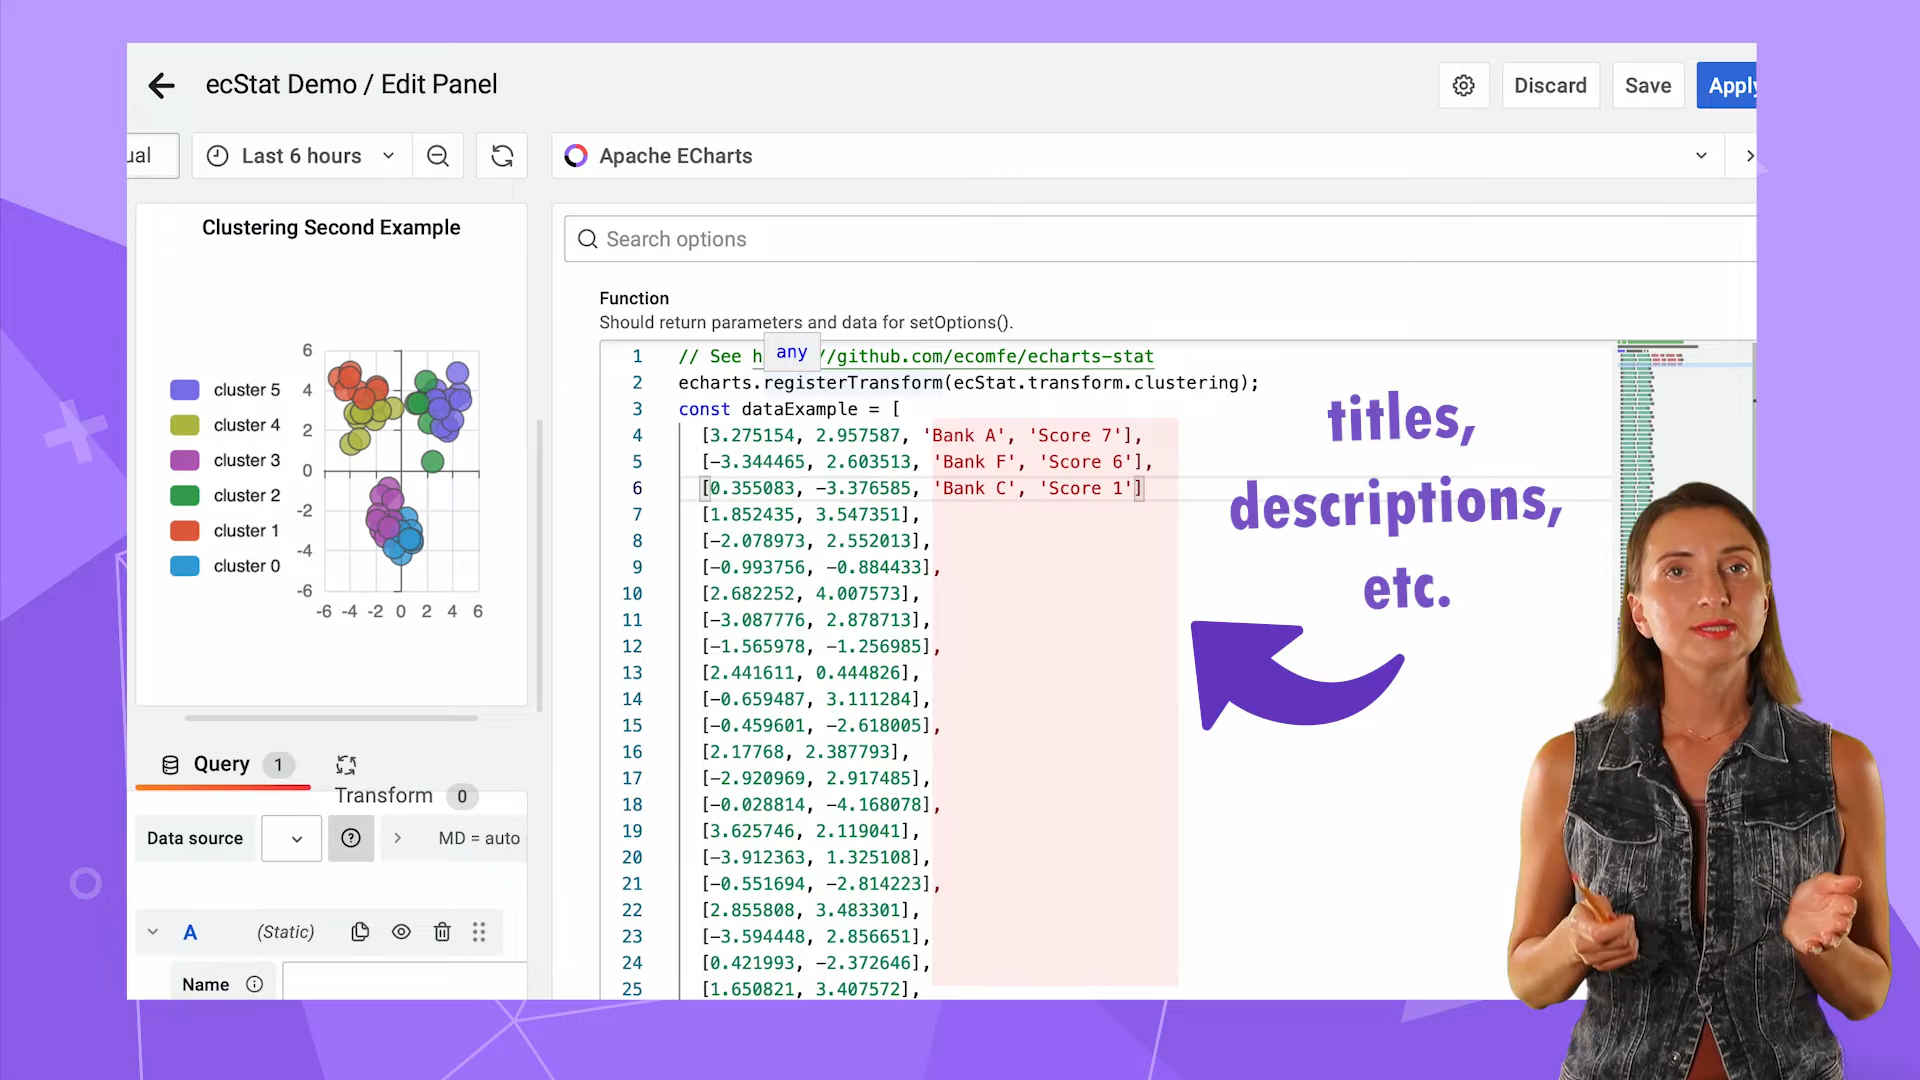 ecStat Demo / Edit Panel
Discard
Save
Apply
ual
Last 6 hours
Apache ECharts
Clustering Second Example
cluster 5
cluster 4
cluster 3
cluster 2
cluster 1
cluster 0
6
4
2
0
-2
-4
-6
-6 -4 -2 0 2 4 6
Query 1
Transform 0
Data source
MD = auto
A (Static)
Name
Search options
Function
Should return parameters and data for setOptions().
any
1 // See h //github.com/ecomfe/echarts-stat
2 echarts.registerTransform(ecStat.transform.clustering);
3 const dataExample = [
4 [3.275154, 2.957587, 'Bank A', 'Score 7'],
5 [-3.344465, 2.603513, 'Bank F', 'Score 6'],
6 [0.355083, -3.376585, 'Bank C', 'Score 1']
7 [1.852435, 3.547351],
8 [-2.078973, 2.552013],
9 [-0.993756, -0.884433],
10 [2.682252, 4.007573],
11 [-3.087776, 2.878713],
12 [-1.565978, -1.256985],
13 [2.441611, 0.444826],
14 [-0.659487, 3.111284],
15 [-0.459601, -2.618005],
16 [2.17768, 2.387793],
17 [-2.920969, 2.917485],
18 [-0.028814, -4.168078],
19 [3.625746, 2.119041],
20 [-3.912363, 1.325108],
21 [-0.551694, -2.814223],
22 [2.855808, 3.483301],
23 [-3.594448, 2.856651],
24 [0.421993, -2.372646],
25 [1.650821, 3.407572],
titles,
descriptions,
etc.